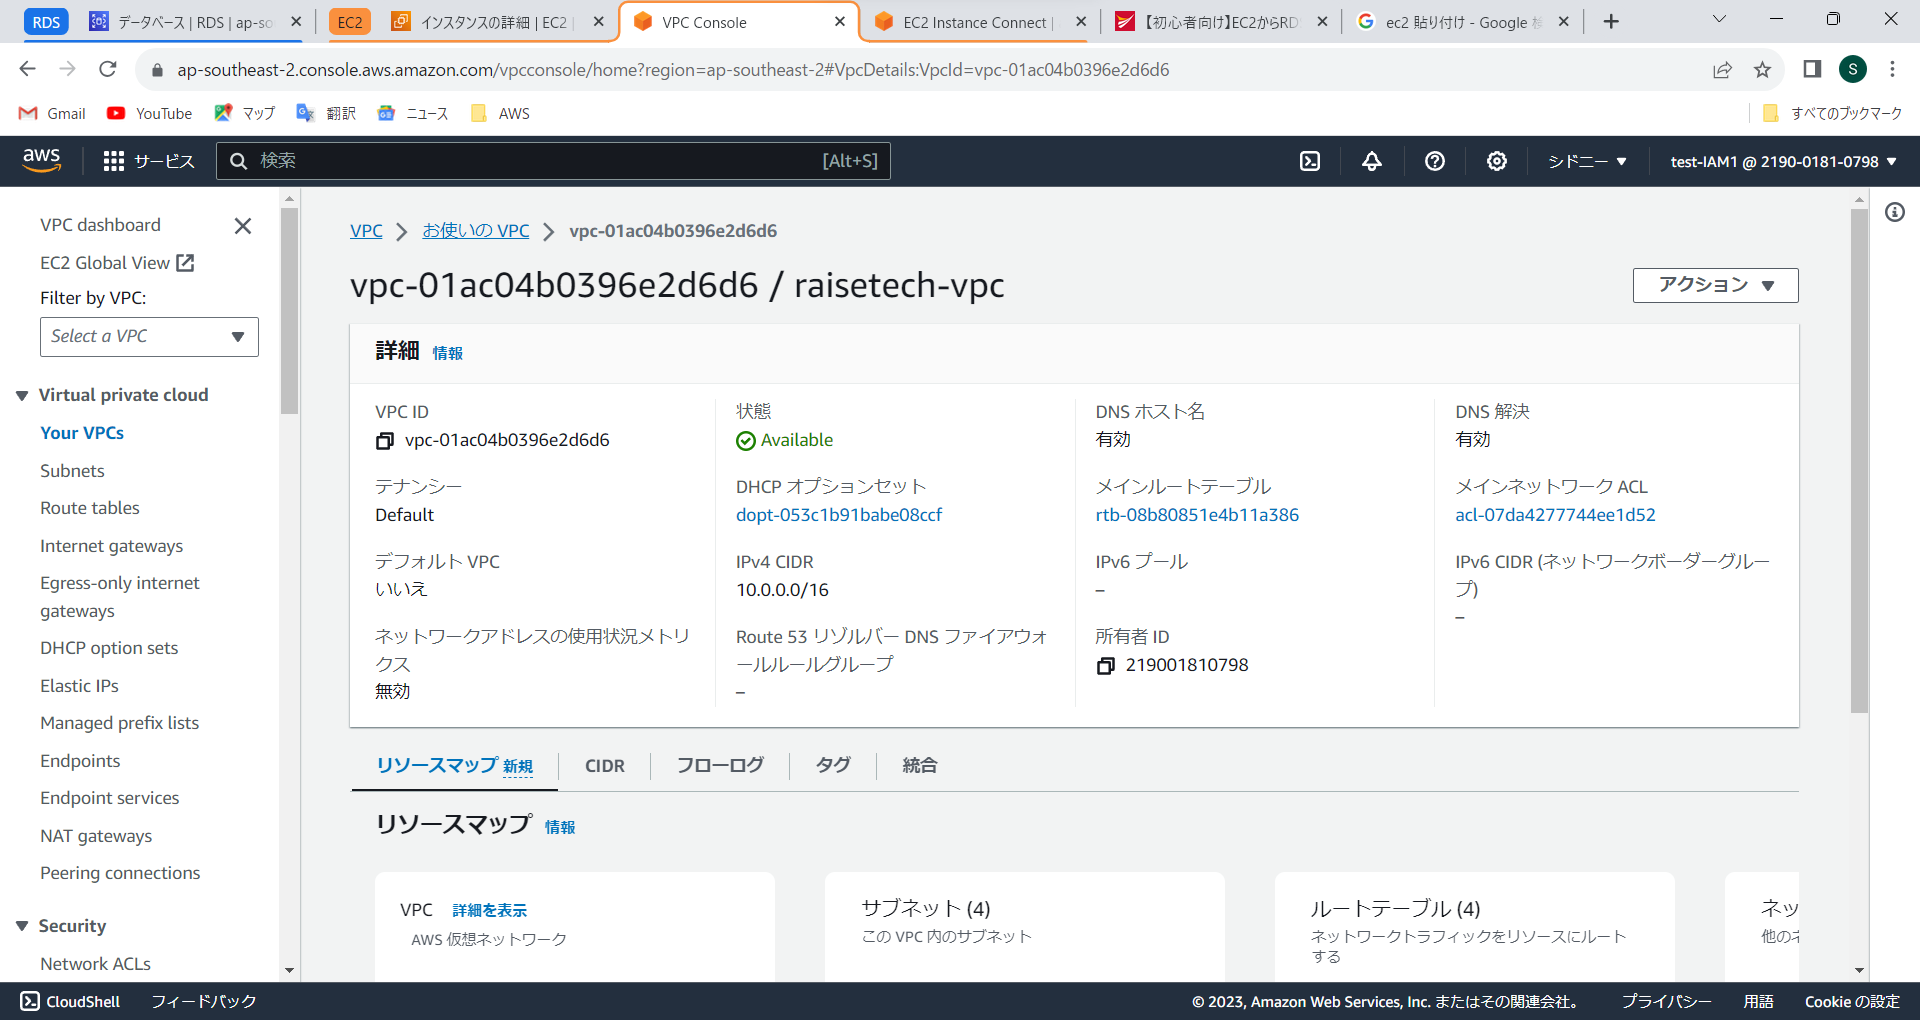 RDS
データベース | RDS | ap-so
EC2
インスタンスの詳細 | EC2 |
VPC Console
EC2 Instance Connect |
【初心者向け】EC2からRD
ec2 貼り付け - Google 検
ap-southeast-2.console.aws.amazon.com/vpcconsole/home?region=ap-southeast-2#VpcDetails:VpcId=vpc-01ac04b0396e2d6d6
S
Gmail
YouTube
マップ
翻訳
ニュース
AWS
すべてのブックマーク
aws
サービス
検索
[Alt+S]
シドニー
test-IAM1 @ 2190-0181-0798
VPC dashboard
EC2 Global View
Filter by VPC:
Select a VPC
Virtual private cloud
Your VPCs
Subnets
Route tables
Internet gateways
Egress-only internet
gateways
DHCP option sets
Elastic IPs
Managed prefix lists
Endpoints
Endpoint services
NAT gateways
Peering connections
Security
Network ACLs
VPC
お使いの VPC
vpc-01ac04b0396e2d6d6
vpc-01ac04b0396e2d6d6 / raisetech-vpc
アクション
詳細 情報
VPC ID
vpc-01ac04b0396e2d6d6
状態
Available
DNS ホスト名
有効
DNS 解決
有効
テナンシー
Default
DHCP オプションセット
dopt-053c1b91babe08ccf
メインルートテーブル
rtb-08b80851e4b11a386
メインネットワーク ACL
acl-07da4277744ee1d52
デフォルト VPC
いいえ
IPv4 CIDR
10.0.0.0/16
IPv6 プール
–
IPv6 CIDR (ネットワークボーダーグルー
プ)
–
ネットワークアドレスの使用状況メトリ
クス
無効
Route 53 リゾルバー DNS ファイアウォ
ールルールグループ
–
所有者 ID
219001810798
リソースマップ 新規
CIDR
フローログ
タグ
統合
リソースマップ 情報
VPC 詳細を表示
AWS 仮想ネットワーク
サブネット (4)
この VPC 内のサブネット
ルートテーブル (4)
ネットワークトラフィックをリソースにルート
する
ネッ
他のネ
CloudShell
フィードバック
© 2023, Amazon Web Services, Inc. またはその関連会社。
プライバシー
用語
Cookie の設定